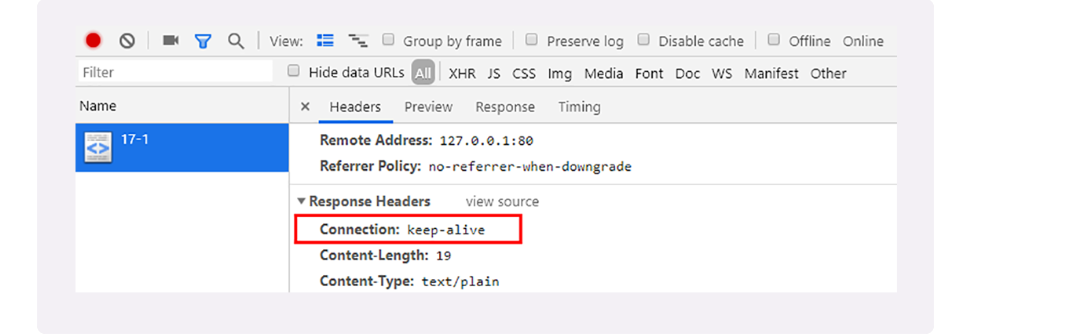 View: Group by frame Preserve log Disable cache Offline Online
Filter Hide data URLs All XHR JS CSS Img Media Font Doc WS Manifest Other
Name × Headers Preview Response Timing
17-1
Remote Address: 127.0.0.1:80
Referrer Policy: no-referrer-when-downgrade
Response Headers view source
Connection: keep-alive
Content-Length: 19
Content-Type: text/plain